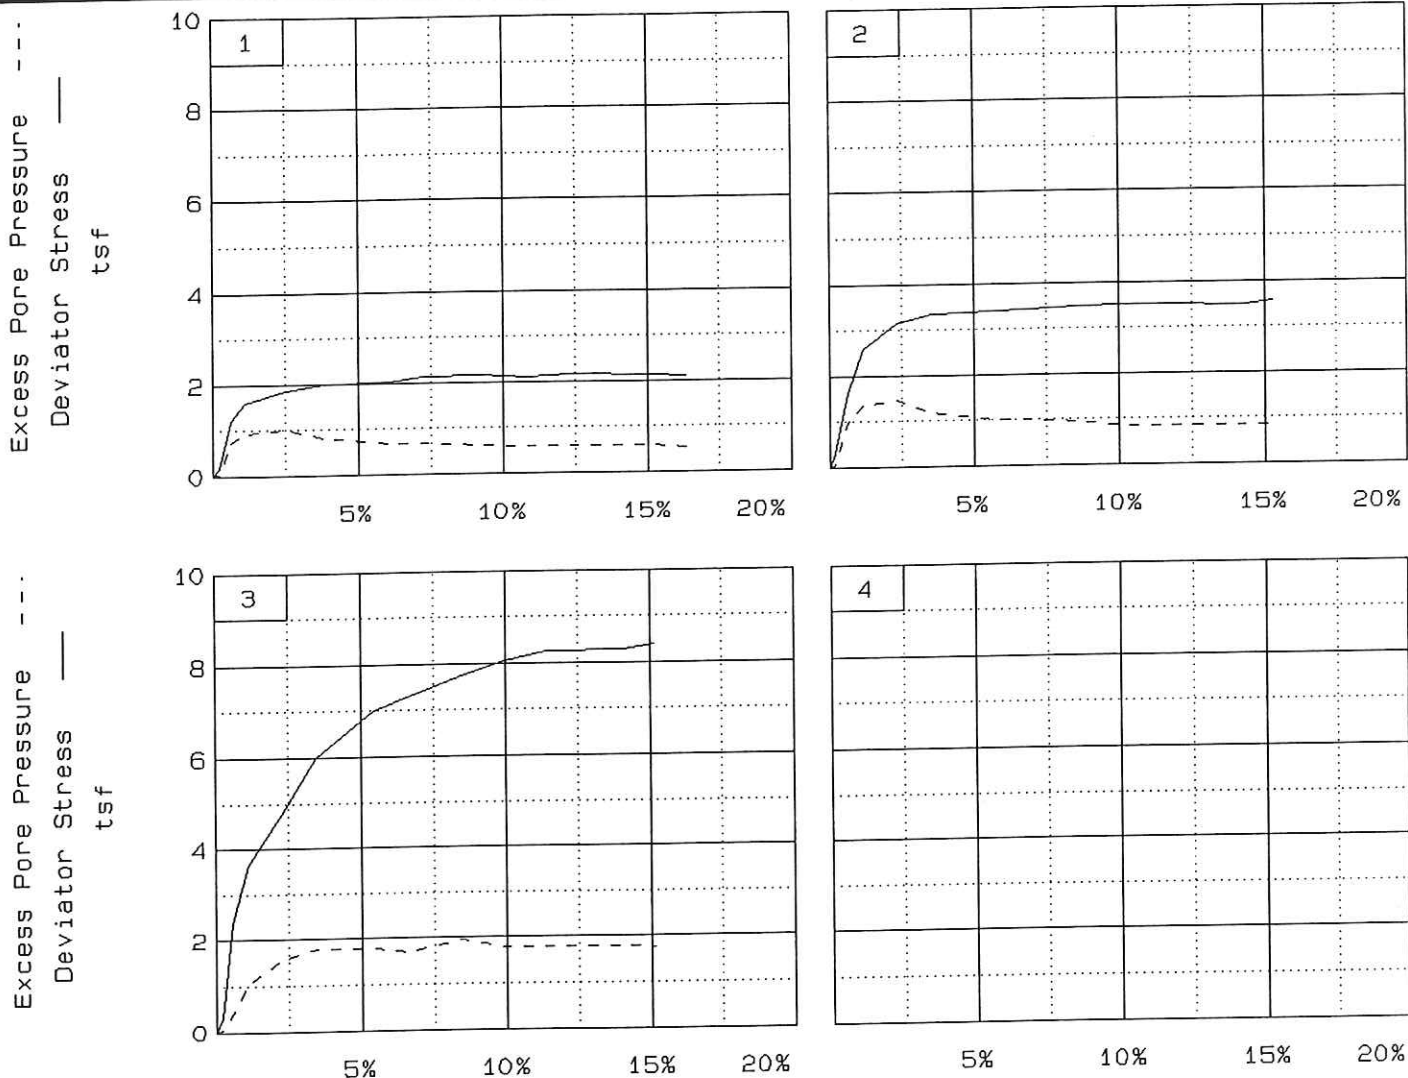 Excess Pore Pressure ---
Deviator Stress —
tsf
10
8
6
4
2
0
1
5% 10% 15% 20%
2
5% 10% 15% 20%
Excess Pore Pressure ---
Deviator Stress —
tsf
10
8
6
4
2
0
3
5% 10% 15% 20%
4
5% 10% 15% 20%